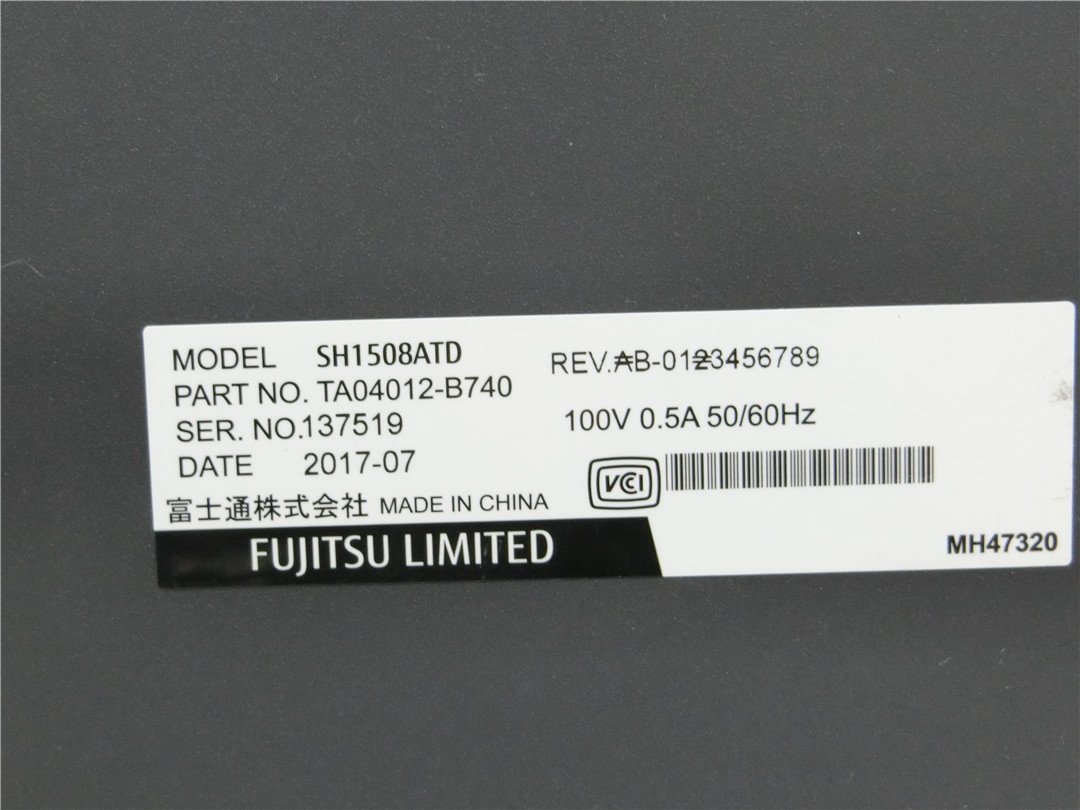 MODEL SH1508ATD
REV.AB-0123456789
PART NO. TA04012-B740
SER. NO.137519
100V 0.5A 50/60Hz
DATE 2017-07
VCI
富士通株式会社 MADE IN CHINA
FUJITSU LIMITED
MH47320